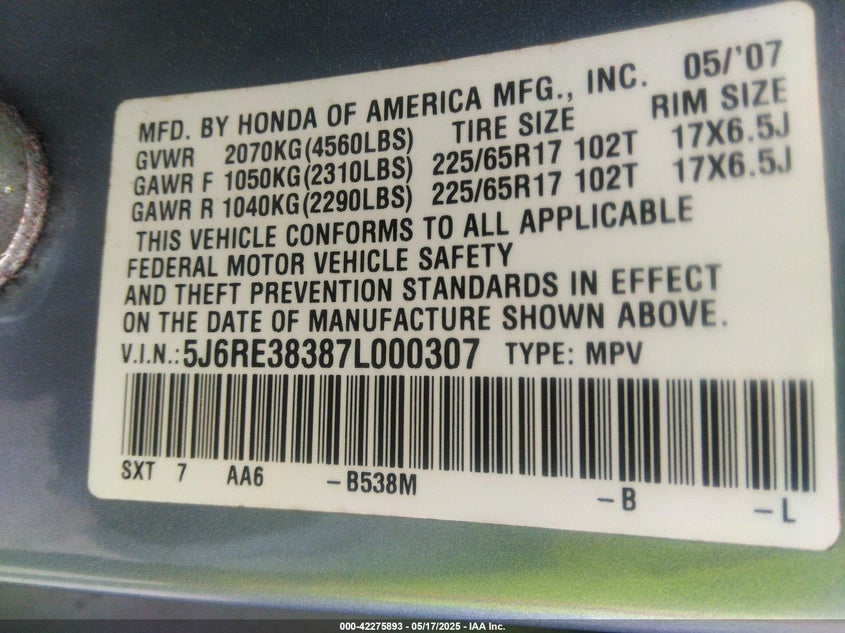 MFD. BY HONDA OF AMERICA MFG., INC. 05/'07
GVWR 2070KG(4560LBS) TIRE SIZE RIM SIZE
GAWR F 1050KG(2310LBS) 225/65R17 102T 17X6.5J
GAWR R 1040KG(2290LBS) 225/65R17 102T 17X6.5J
THIS VEHICLE CONFORMS TO ALL APPLICABLE
FEDERAL MOTOR VEHICLE SAFETY
AND THEFT PREVENTION STANDARDS IN EFFECT
ON THE DATE OF MANUFACTURE SHOWN ABOVE.
V.I.N.: 5J6RE38387L000307 TYPE: MPV
SXT 7 AA6 -B538M -B -L
000-42275893 - 05/17/2025 - IAA Inc.